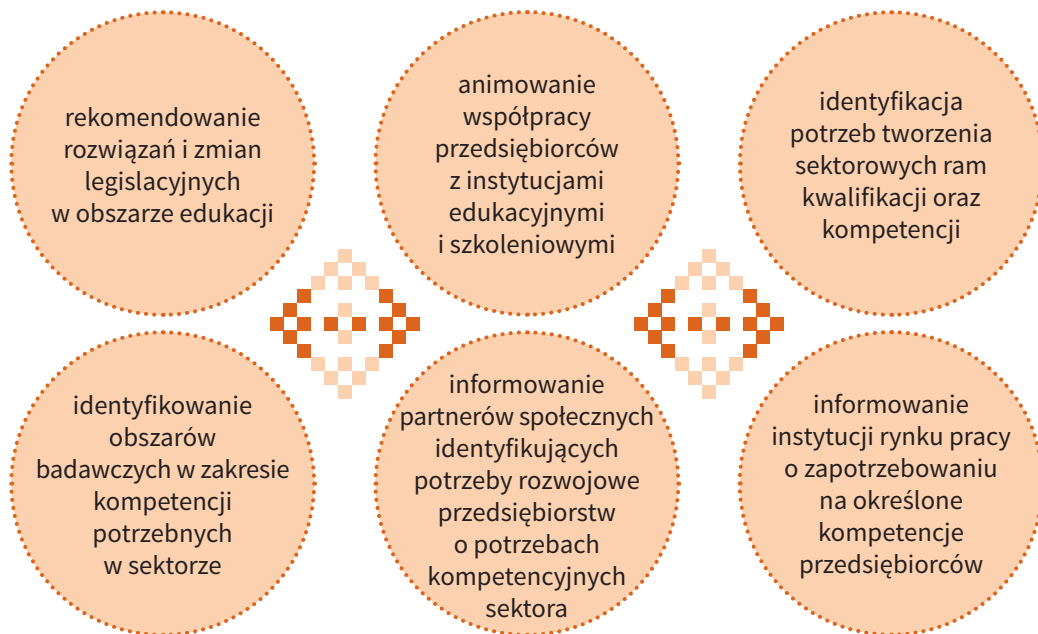 rekomendowanie
rozwiązań i zmian
legislacyjnych
w obszarze edukacji
animowanie
współpracy
przedsiębiorców
z instytucjami
edukacyjnymi
i szkoleniowymi
identyfikacja
potrzeb tworzenia
sektorowych ram
kwalifikacji oraz
kompetencji
identyfikowanie
obszarów
badawczych w zakresie
kompetencji
potrzebnych
w sektorze
informowanie
partnerów społecznych
identyfikujących
potrzeby rozwojowe
przedsiębiorstw
o potrzebach
kompetencyjnych
sektora
informowanie
instytucji rynku pracy
o zapotrzebowaniu
na określone
kompetencje
przedsiębiorców